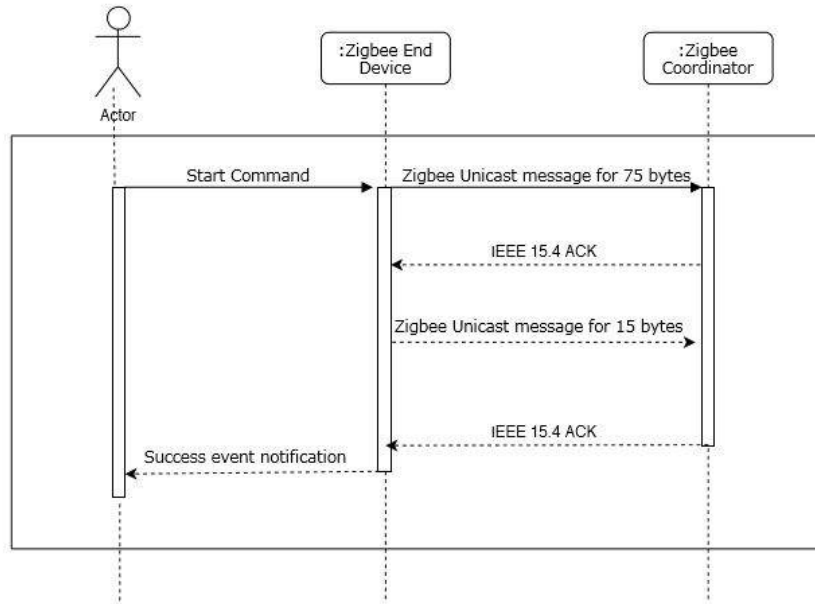 :Zigbee End
Device
:Zigbee
Coordinator
Actor
Start Command
Zigbee Unicast message for 75 bytes
IEEE 15.4 ACK
Zigbee Unicast message for 15 bytes
IEEE 15.4 ACK
Success event notification